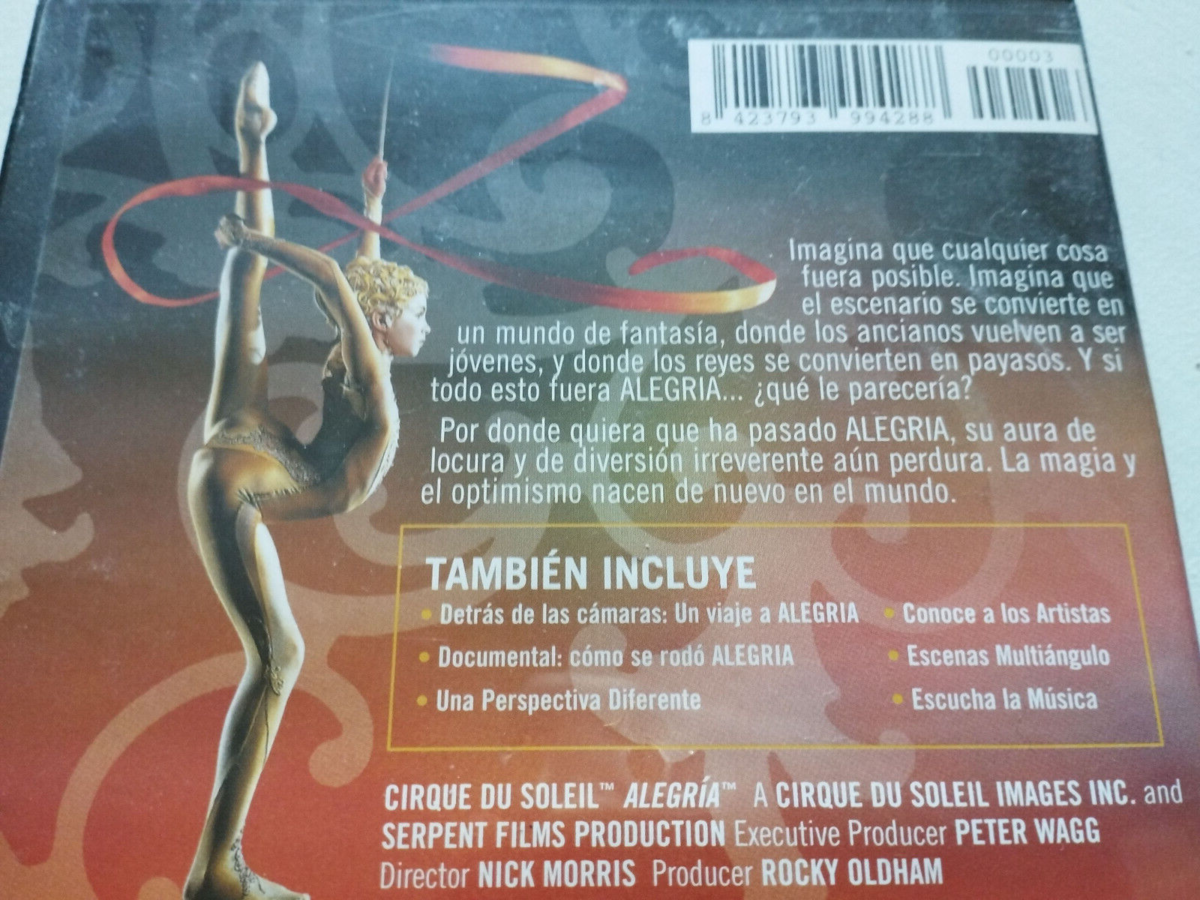 00003
8 423793 994288
Imagina que cualquier cosa
fuera posible. Imagina que
el escenario se convierte en
un mundo de fantasía, donde los ancianos vuelven a ser
jóvenes, y donde los reyes se convierten en payasos. Y si
todo esto fuera ALEGRIA... ¿qué le parecería?
Por donde quiera que ha pasado ALEGRIA, su aura de
locura y de diversión irreverente aún perdura. La magia y
el optimismo nacen de nuevo en el mundo.
TAMBIÉN INCLUYE
• Detrás de las cámaras: Un viaje a ALEGRIA
• Documental: cómo se rodó ALEGRIA
• Una Perspectiva Diferente
• Conoce a los Artistas
• Escenas Multiángulo
• Escucha la Música
CIRQUE DU SOLEIL™ ALEGRÍA™ A CIRQUE DU SOLEIL IMAGES INC. and
SERPENT FILMS PRODUCTION Executive Producer PETER WAGG
Director NICK MORRIS Producer ROCKY OLDHAM